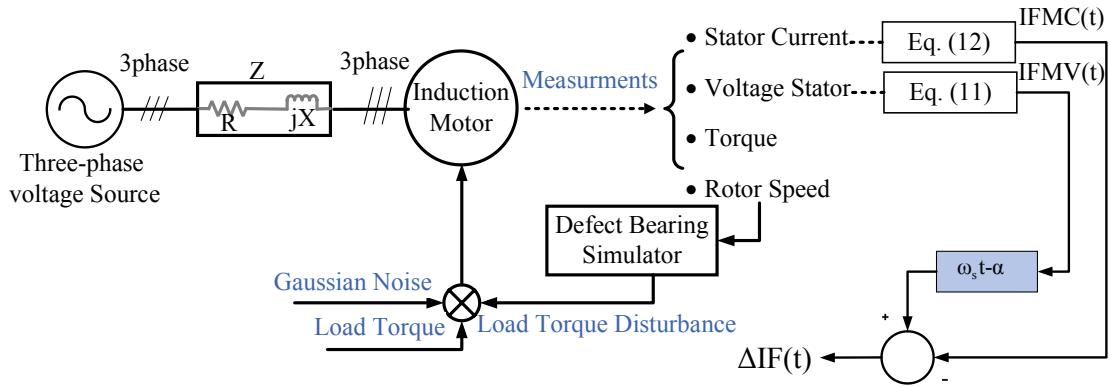 IFMC(t)
• Stator Current
Eq. (12)
IFMV(t)
3phase
Z
3phase
Measurments
• Voltage Stator
Eq. (11)
Induction
Motor
R
jX
• Torque
Three-phase
voltage Source
• Rotor Speed
Defect Bearing
Simulator
ωst-α
Gaussian Noise
Load Torque
Load Torque Disturbance
+
ΔIF(t)
-